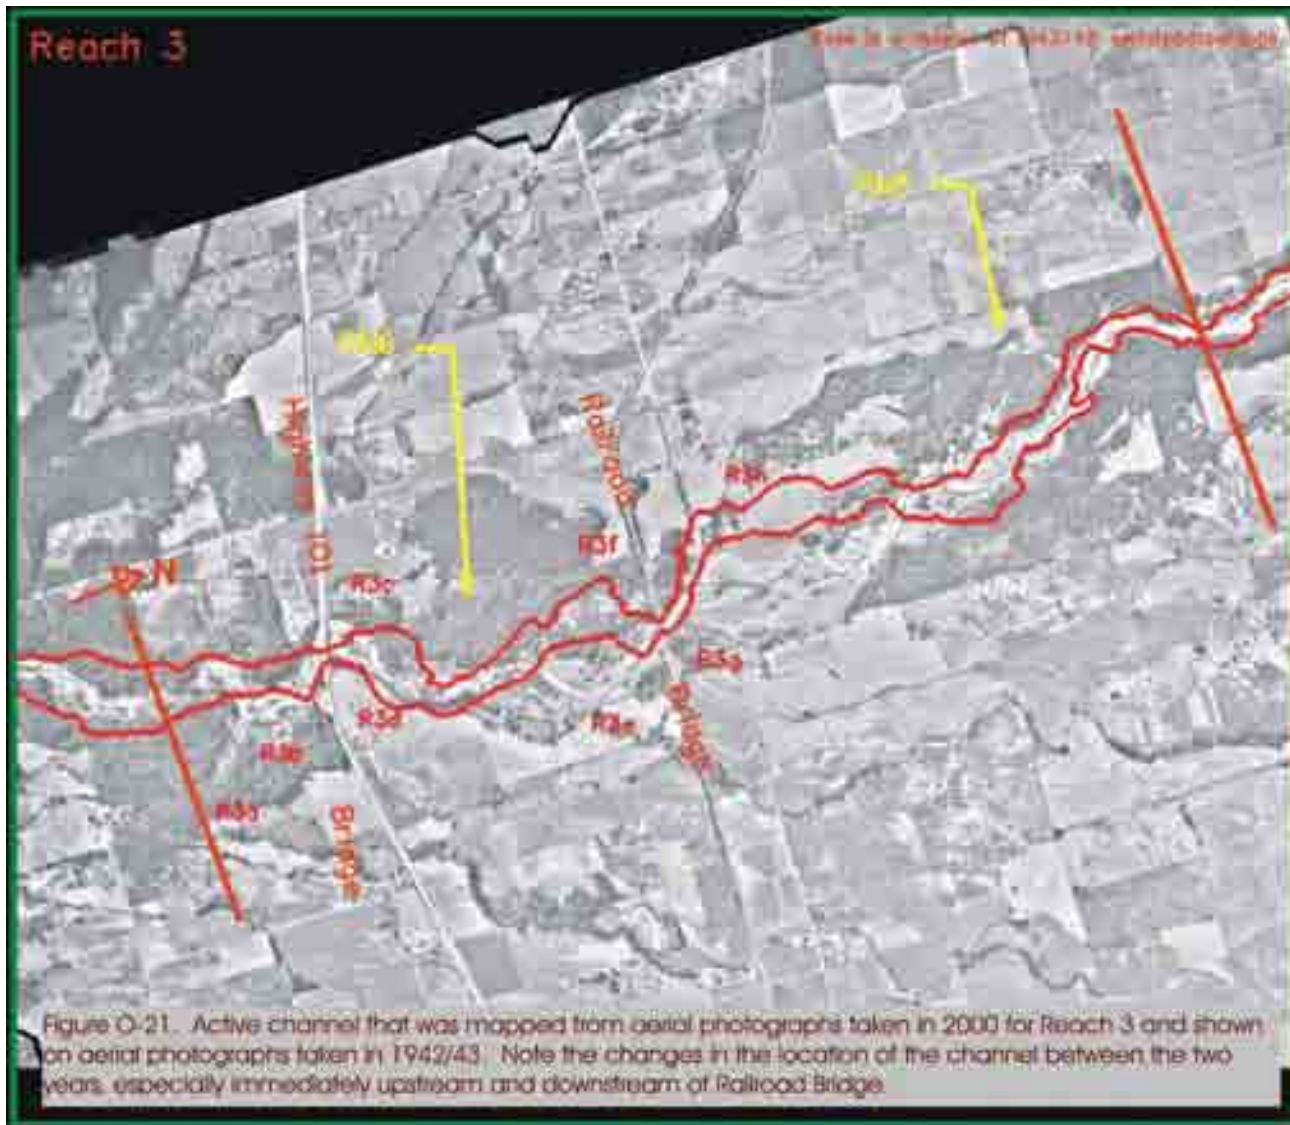 Reach 3
Highway 101
Railroad
R3h
R3f
R3c
N
R3g
R3d
R3e
R3b
Bridge
Bridge
Figure O-21. Active channel that was mapped from aerial photographs taken in 2000 for Reach 3 and shown
on aerial photographs taken in 1942/43. Note the changes in the location of the channel between the two
years, especially immediately upstream and downstream of Railroad Bridge.